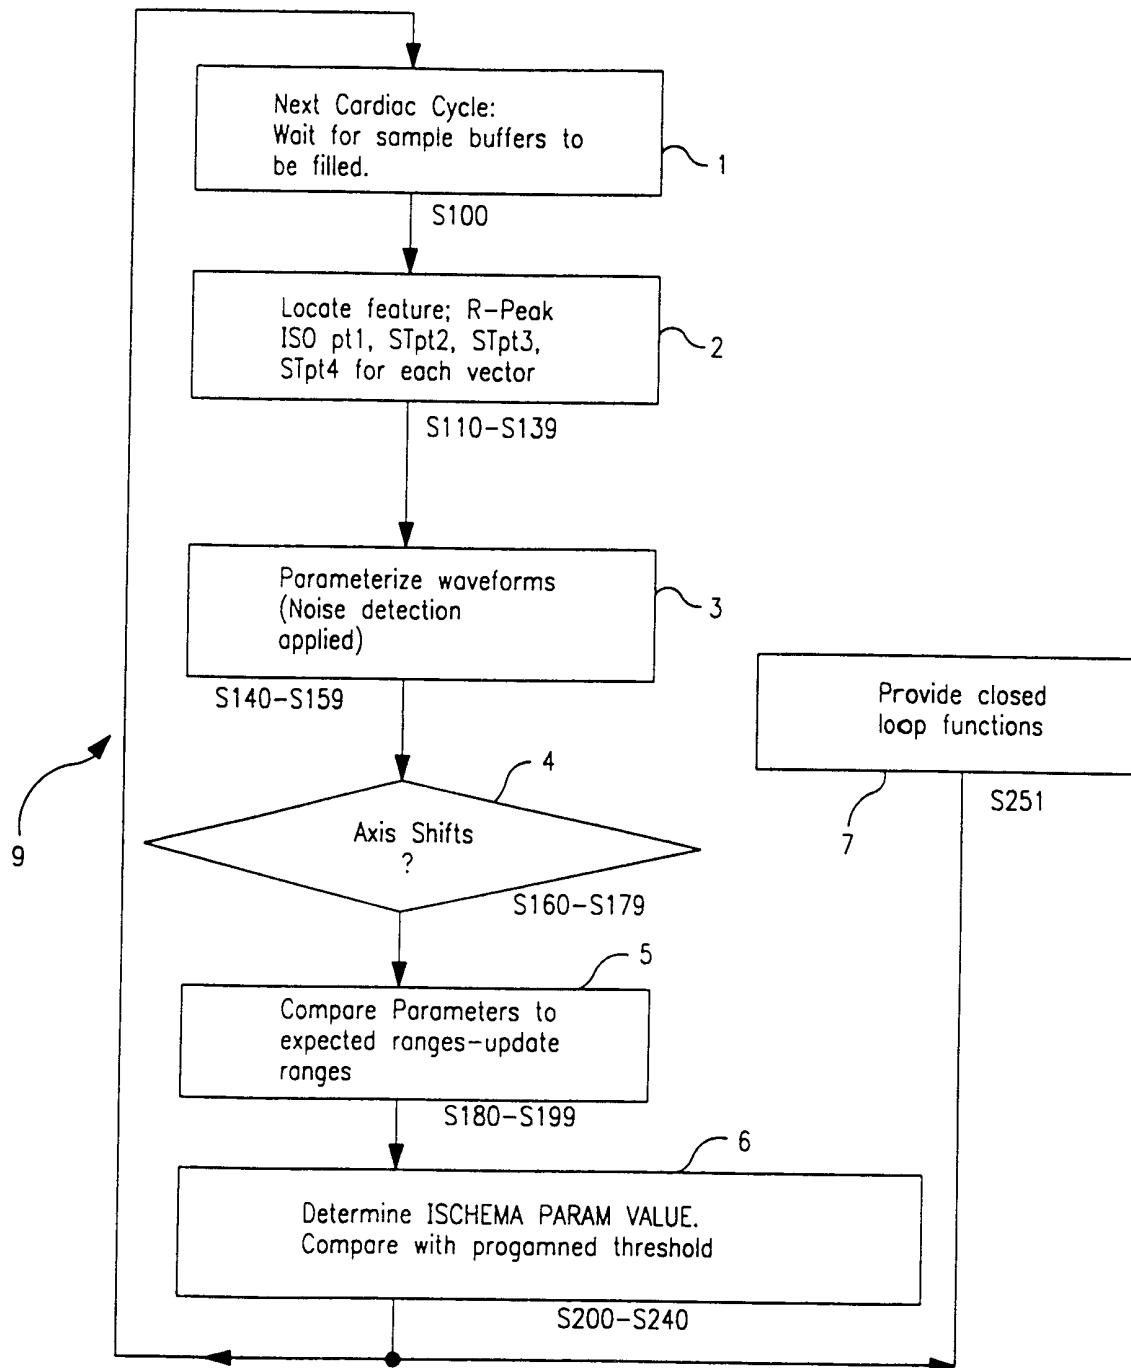 Next Cardiac Cycle:
Wait for sample buffers to
be filled.
1
S100
Locate feature; R-Peak
ISO pt1, STpt2, STpt3,
STpt4 for each vector
2
S110-S139
Parameterize waveforms
(Noise detection
applied)
3
S140-S159
Provide closed
loop functions
S251
7
4
Axis Shifts
?
9
S160-S179
5
Compare Parameters to
expected ranges-update
ranges
S180-S199
6
Determine ISCHEMA PARAM VALUE.
Compare with progamned threshold
S200-S240